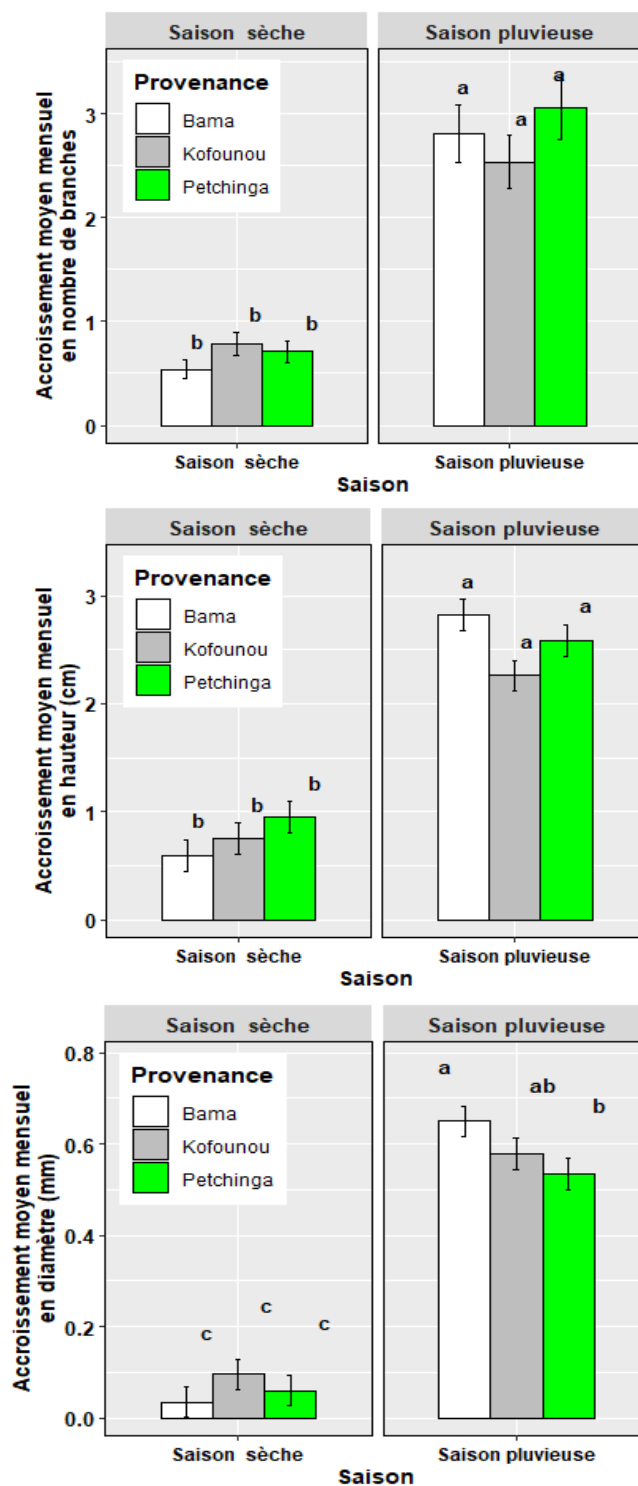 Saison sèche
Saison pluvieuse
Accroissement moyen mensuel
en nombre de branches
3
2
1
0
Provenance
Bama
Kofounou
Petchinga
b
b
b
a
a
a
Saison sèche
Saison pluvieuse
Saison
Saison sèche
Saison pluvieuse
Accroissement moyen mensuel
en hauteur (cm)
3
2
1
0
Provenance
Bama
Kofounou
Petchinga
b
b
b
a
a
a
Saison sèche
Saison pluvieuse
Saison
Saison sèche
Saison pluvieuse
Accroissement moyen mensuel
en diamètre (mm)
0.8
0.6
0.4
0.2
0.0
Provenance
Bama
Kofounou
Petchinga
c
c
c
a
ab
b
Saison sèche
Saison pluvieuse
Saison